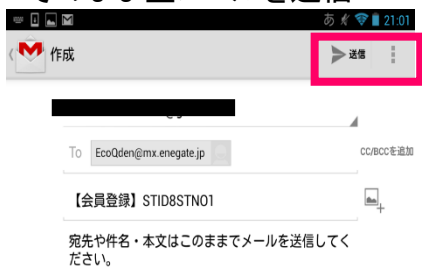 あ 21:01
作成
送信
To EcoQden@mx.enegate.jp CC/BCCを追加
【会員登録】STID8STN01
宛先や件名・本文はこのままでメールを送信してく
ださい。